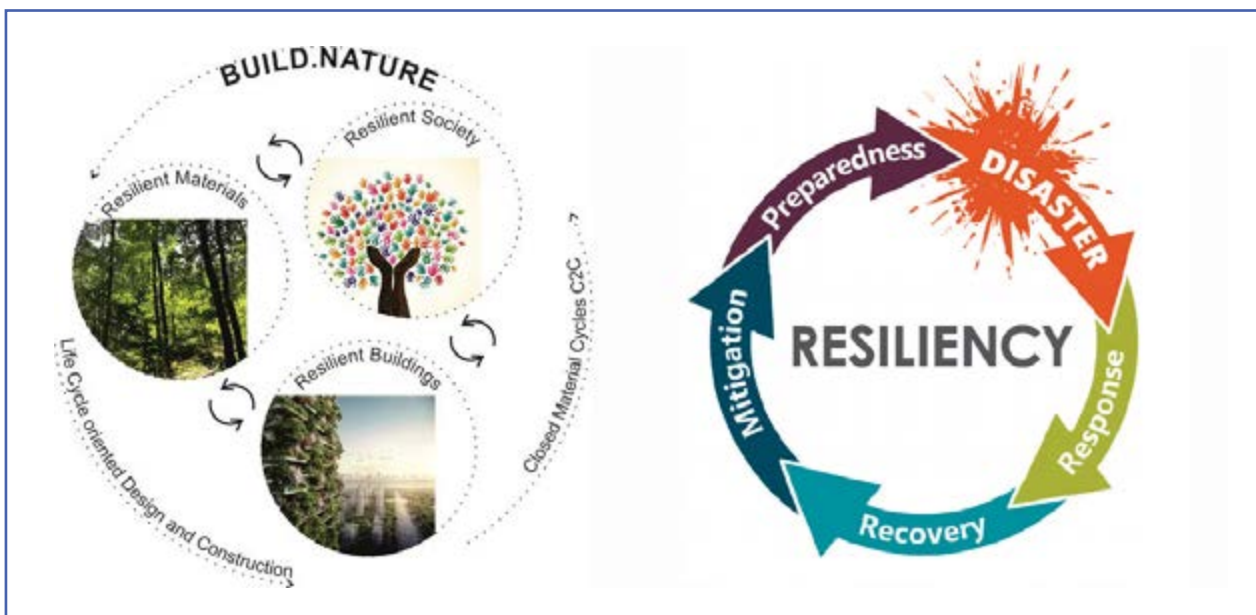 BUILD.NATURE
Resilient Society
Resilient Materials
Resilient Buildings
Life Cycle oriented Design and Construction
Closed Material Cycles C2C
Preparedness
DISASTER
Response
Recovery
Mitigation
RESILIENCY